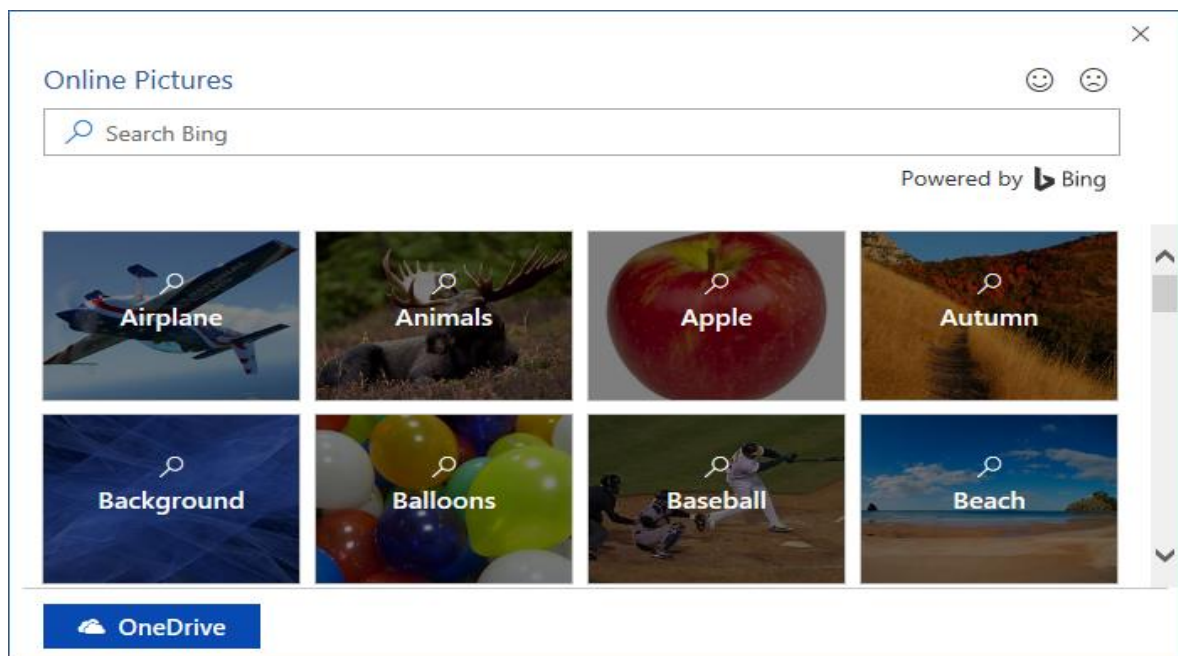 Online Pictures
Search Bing
Powered by Bing
Airplane
Animals
Apple
Autumn
Background
Balloons
Baseball
Beach
OneDrive